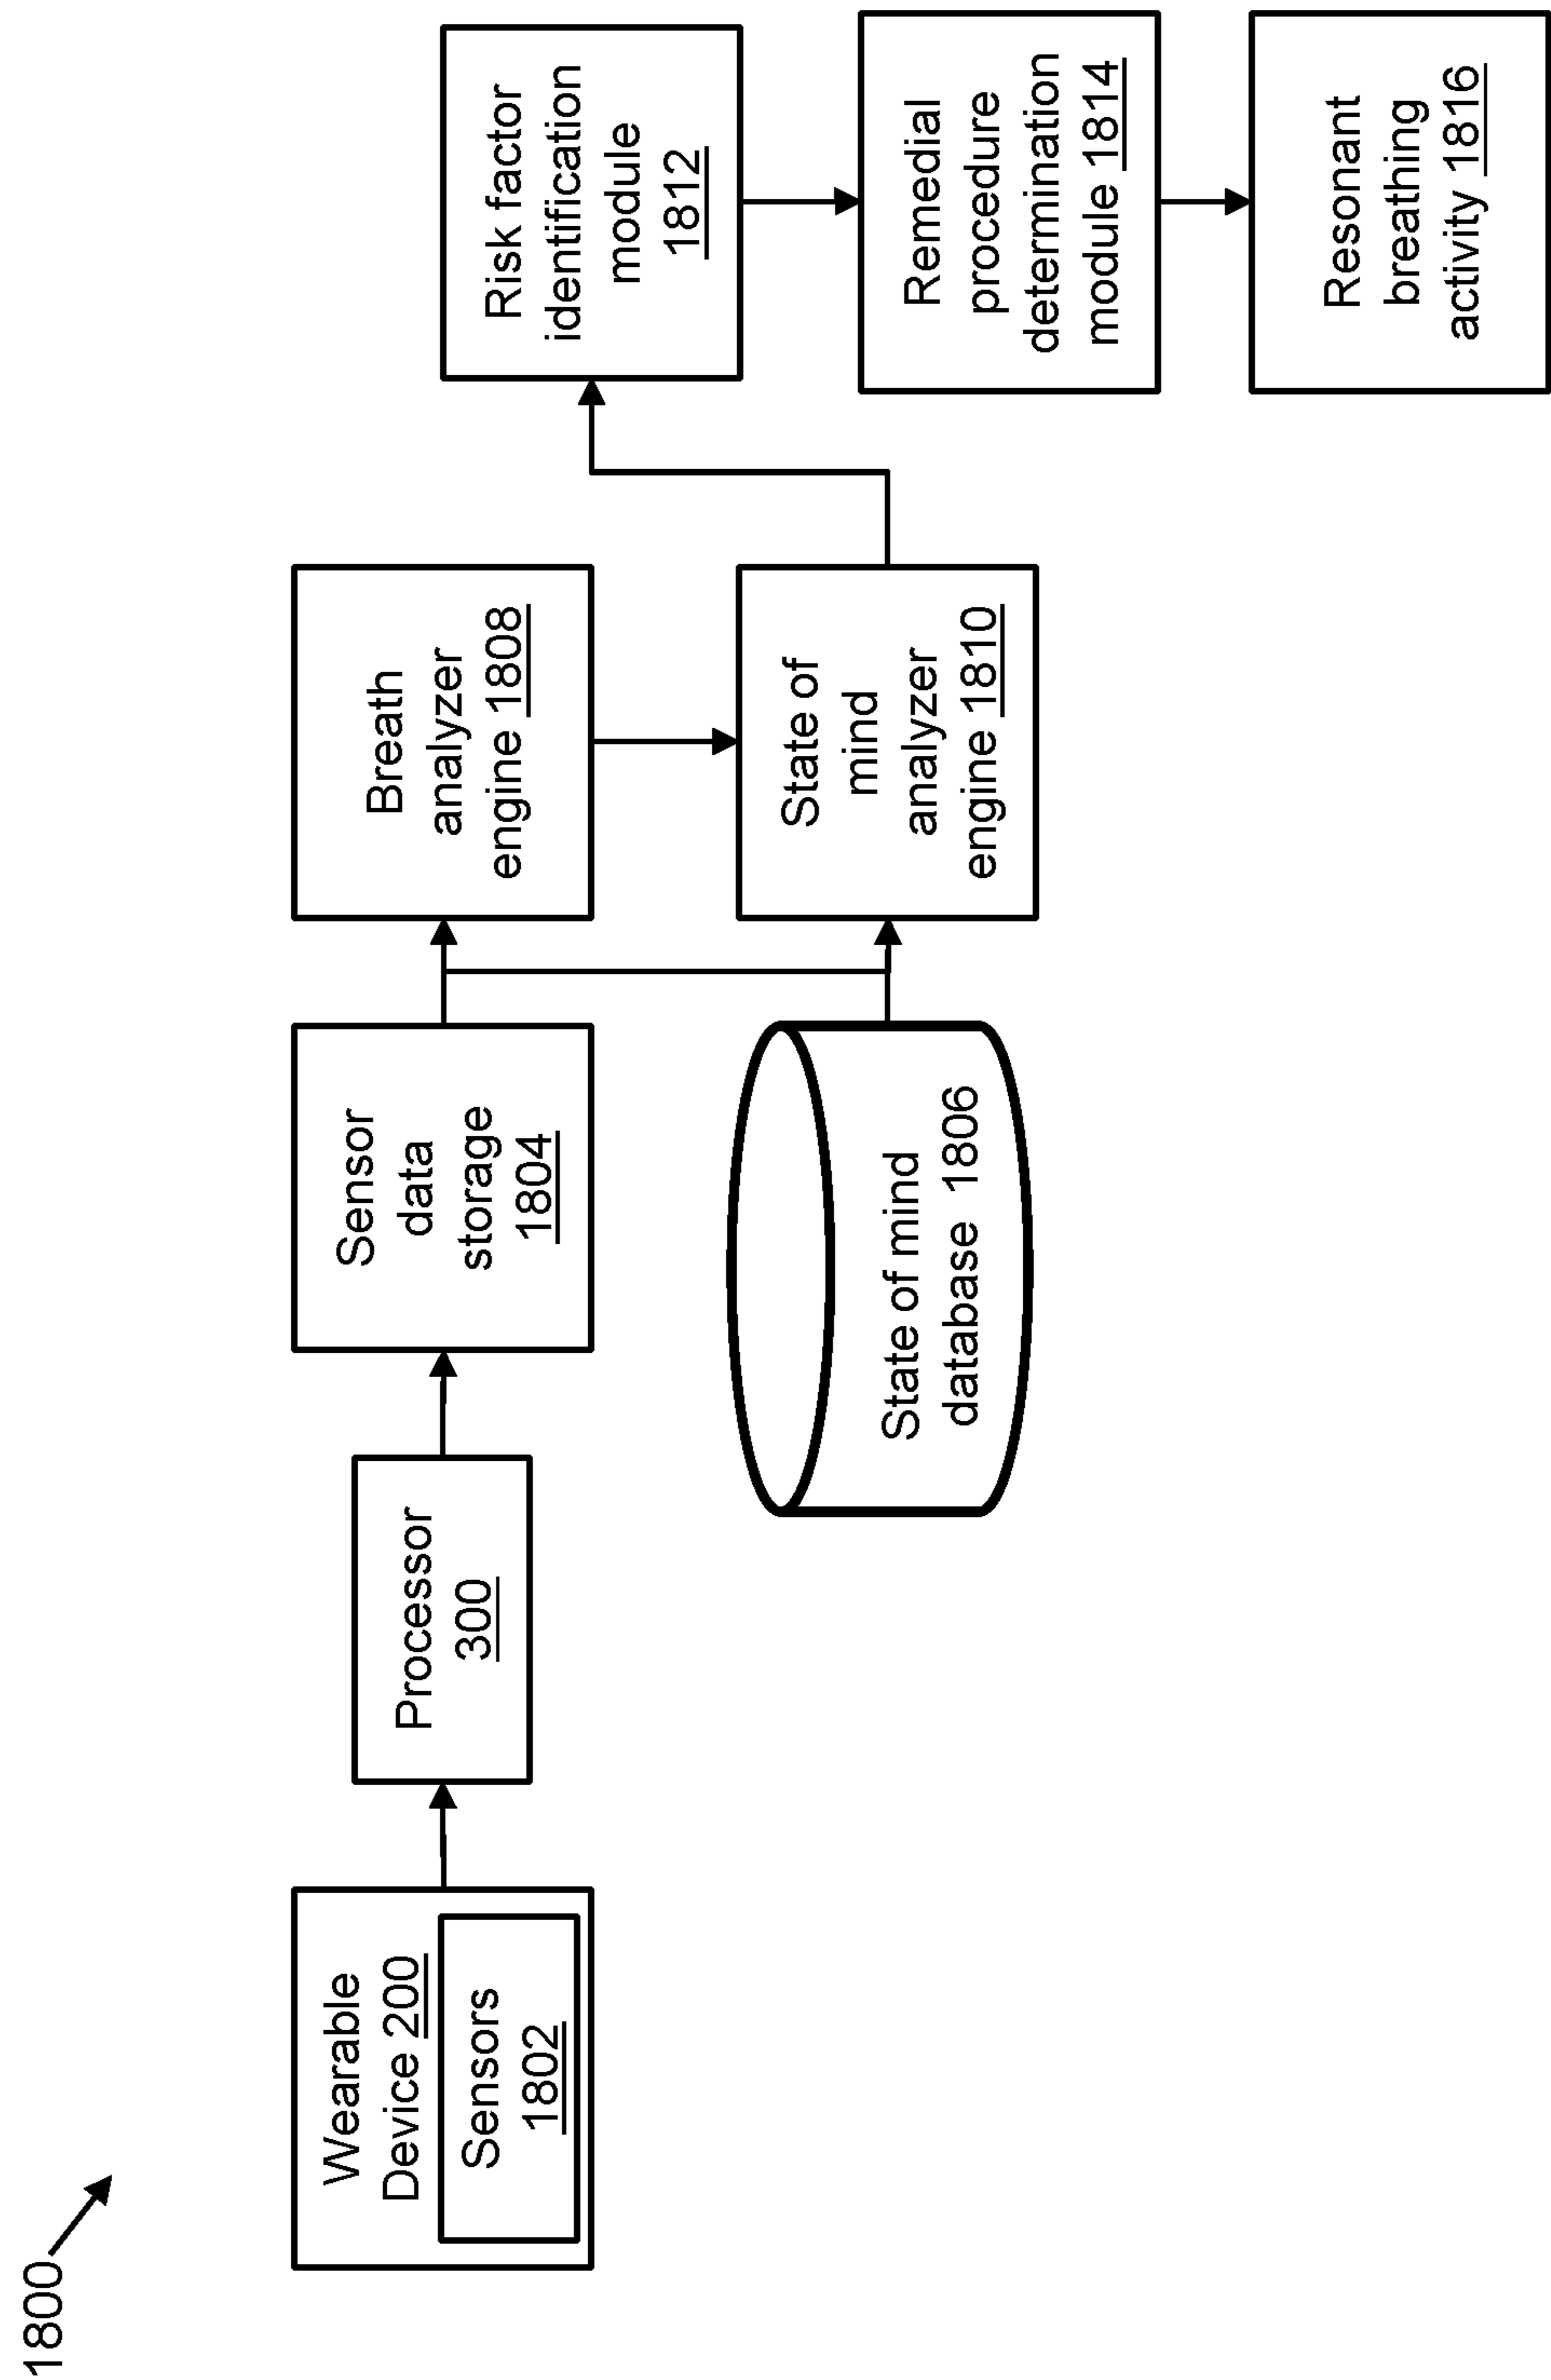 1800
Wearable
Device 200
Sensors
1802
Processor
300
Sensor
data
storage
1804
State of mind
database 1806
Breath
analyzer
engine 1808
State of
mind
analyzer
engine 1810
Risk factor
identification
module
1812
Remedial
procedure
determination
module 1814
Resonant
breathing
activity 1816